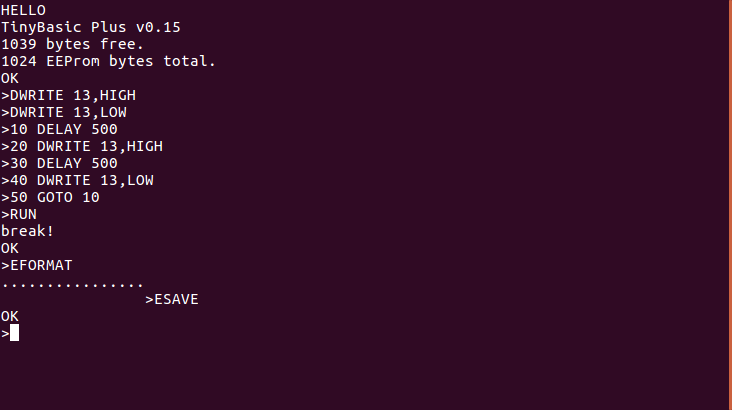 HELLO
TinyBasic Plus v0.15
1039 bytes free.
1024 EEProm bytes total.
OK
>DWRITE 13,HIGH
>DWRITE 13,LOW
>10 DELAY 500
>20 DWRITE 13,HIGH
>30 DELAY 500
>40 DWRITE 13,LOW
>50 GOTO 10
>RUN
break!
OK
>EFORMAT
................
>ESAVE
OK
>